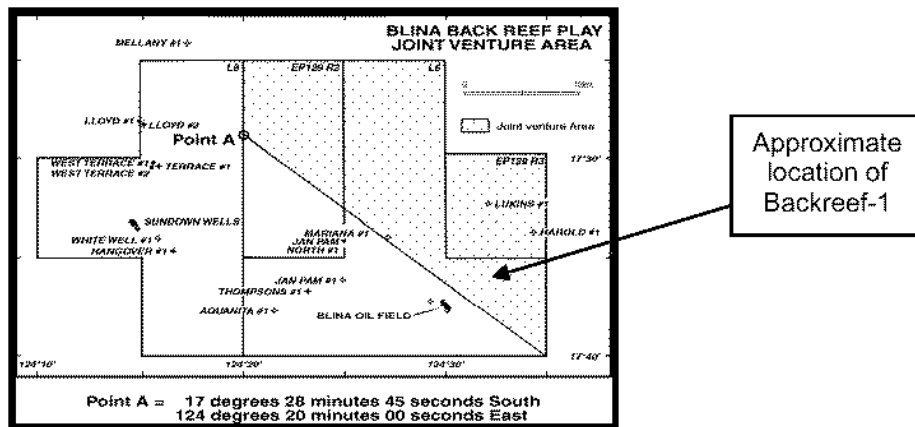 BLINA BACK REEF PLAY
JOINT VENTURE AREA
MELLANY #1
L8
EP129 R3
L6
LLOYD #1
LLOYD #2
Point A
Joint venture Area
WEST TERRACE #1
WEST TERRACE #2
TERRACE #1
17°30'
EP129 R3
SUNDOWN WELLS
LUKINS #1
WHITE WELL #1
HANGOVER #1
MARIANA #1
JAN PAM
NORTH #1
HAROLD #1
JAN PAM #1
THOMPSONS #1
AQUANITA #1
BLINA OIL FIELD
124°10'
124°20'
124°30'
17°40'
Point A = 17 degrees 28 minutes 45 seconds South
124 degrees 20 minutes 00 seconds East
Approximate
location of
Backreef-1